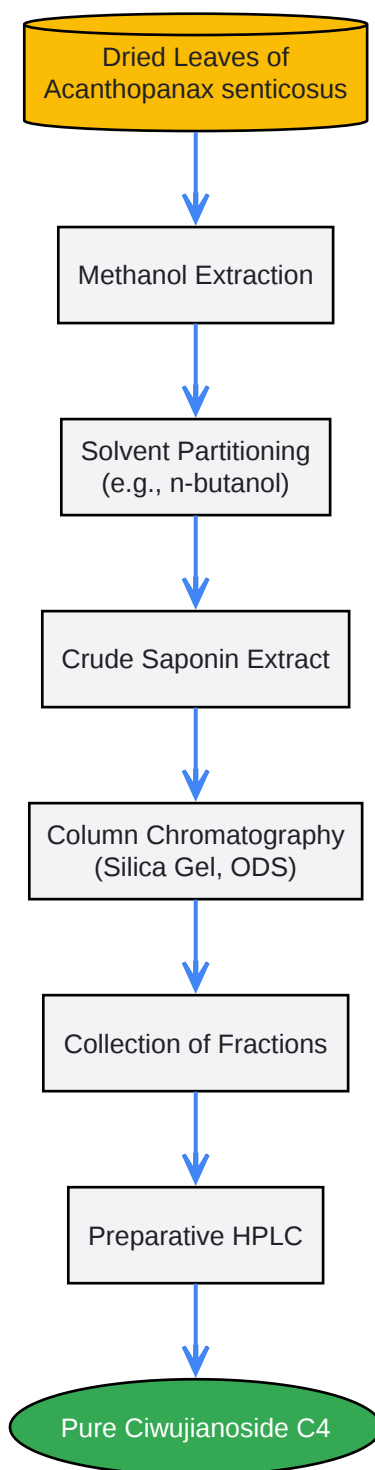 Dried Leaves of
Acanthopanax senticosus
Methanol Extraction
Solvent Partitioning
(e.g., n-butanol)
Crude Saponin Extract
Column Chromatography
(Silica Gel, ODS)
Collection of Fractions
Preparative HPLC
Pure Ciwujianoside C4